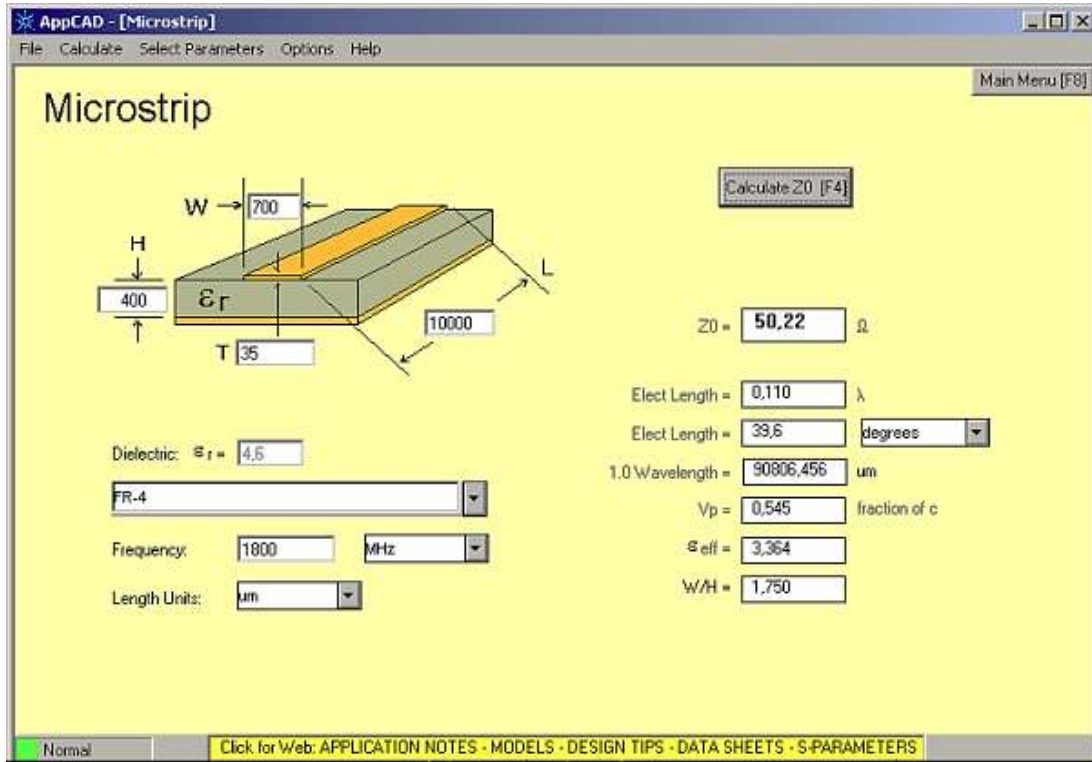 AppCAD - [Microstrip]
File Calculate Select Parameters Options Help
Main Menu [F8]
Microstrip
Calculate Z0 [F4]
W 700
H
400
εr
L
10000
T 35
Z0 = 50,22 Ω
Elect Length = 0,110 λ
Elect Length = 39,6 degrees
1.0 Wavelength = 90806,456 um
Vp = 0,545 fraction of c
εeff = 3,364
W/H = 1,750
Dielectric: εr = 4,6
FR-4
Frequency: 1800 MHz
Length Units: um
Normal
Click for Web: APPLICATION NOTES - MODELS - DESIGN TIPS - DATA SHEETS - S-PARAMETERS